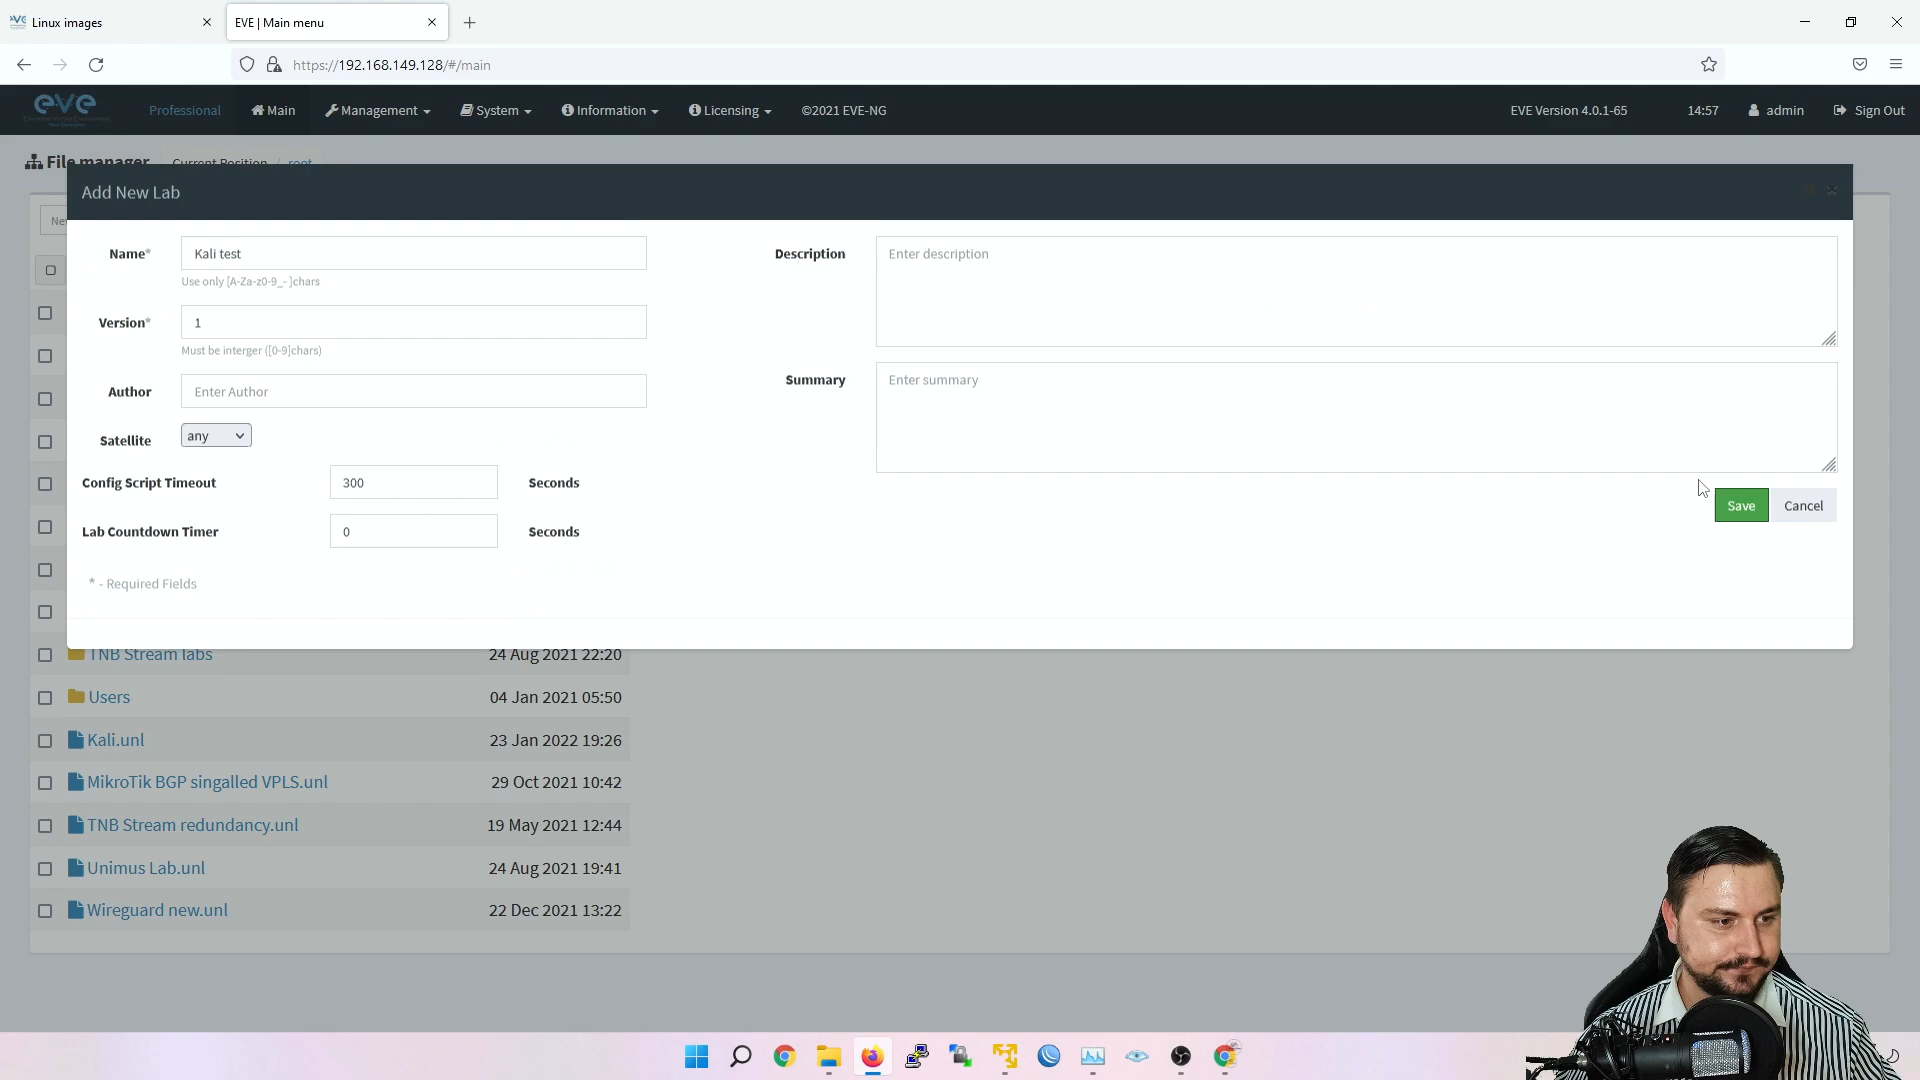 Linux images
EVE | Main menu
https://192.168.149.128/#/main
eve
Professional
Main
Management
System
Information
Licensing
©2021 EVE-NG
EVE Version 4.0.1-65
14:57
admin
Sign Out
File manager
Current Position / root
Add New Lab
Name*
Kali test
Use only [A-Za-z0-9_- ]chars
Version*
1
Must be interger ([0-9]chars)
Author
Enter Author
Satellite
any
Config Script Timeout
300
Seconds
Lab Countdown Timer
0
Seconds
* - Required Fields
Description
Enter description
Summary
Enter summary
Save
Cancel
TNB Stream labs 24 Aug 2021 22:20
Users 04 Jan 2021 05:50
Kali.unl 23 Jan 2022 19:26
MikroTik BGP singalled VPLS.unl 29 Oct 2021 10:42
TNB Stream redundancy.unl 19 May 2021 12:44
Unimus Lab.unl 24 Aug 2021 19:41
Wireguard new.unl 22 Dec 2021 13:22